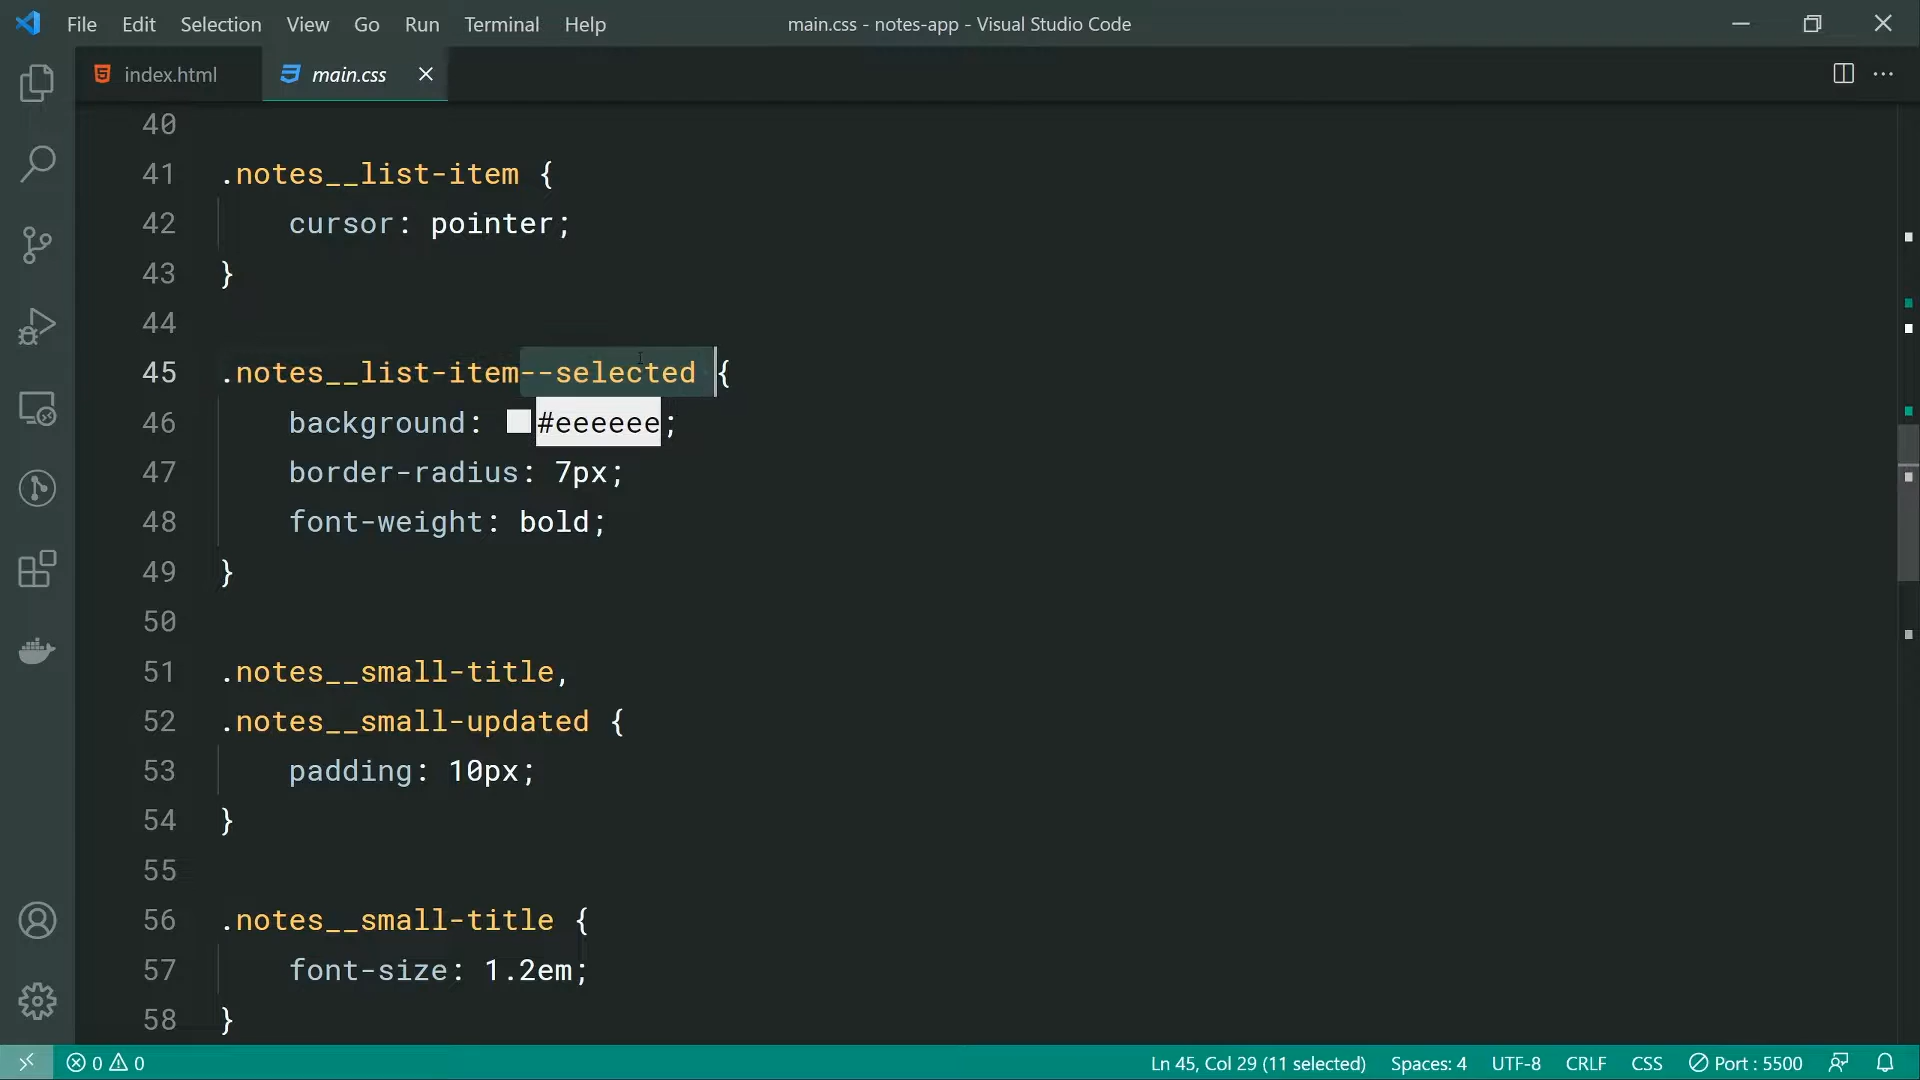 File Edit Selection View Go Run Terminal Help
main.css - notes-app - Visual Studio Code
index.html
main.css
40
41 .notes__list-item {
42 cursor: pointer;
43 }
44
45 .notes__list-item--selected {
46 background: #eeeeee;
47 border-radius: 7px;
48 font-weight: bold;
49 }
50
51 .notes__small-title,
52 .notes__small-updated {
53 padding: 10px;
54 }
55
56 .notes__small-title {
57 font-size: 1.2em;
58 }
0 0 Ln 45, Col 29 (11 selected) Spaces: 4 UTF-8 CRLF CSS Port : 5500